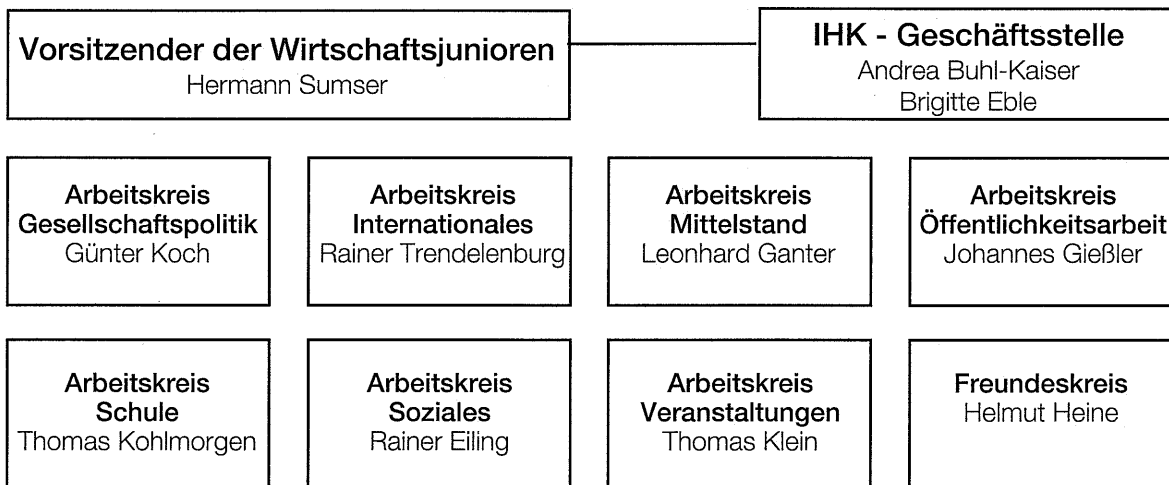 Vorsitzender der Wirtschaftsjunioren
Hermann Sumser
IHK - Geschäftsstelle
Andrea Buhl-Kaiser
Brigitte Eble
Arbeitskreis
Gesellschaftspolitik
Günter Koch
Arbeitskreis
Internationales
Rainer Trendelenburg
Arbeitskreis
Mittelstand
Leonhard Ganter
Arbeitskreis
Öffentlichkeitsarbeit
Johannes Gießler
Arbeitskreis
Schule
Thomas Kohlmorgen
Arbeitskreis
Soziales
Rainer Eiling
Arbeitskreis
Veranstaltungen
Thomas Klein
Freundeskreis
Helmut Heine